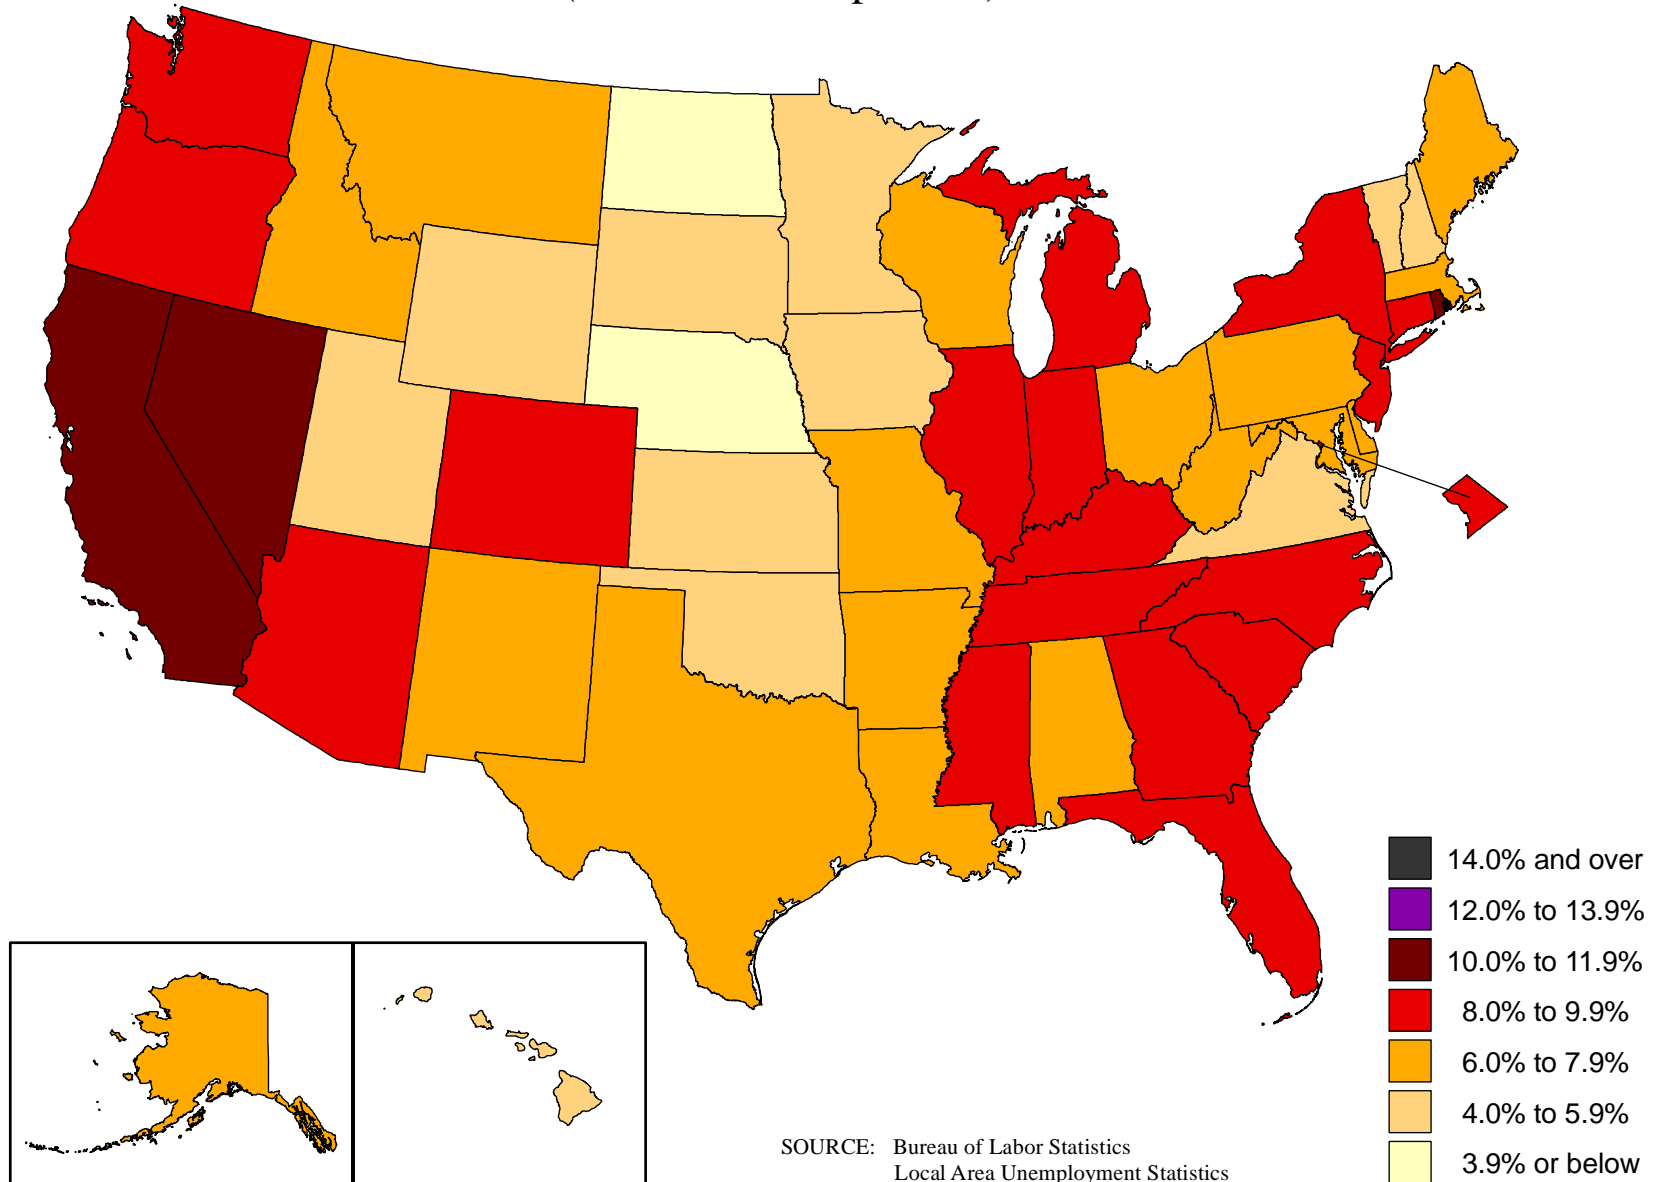 14.0% and over
12.0% to 13.9%
10.0% to 11.9%
8.0% to 9.9%
6.0% to 7.9%
4.0% to 5.9%
3.9% or below
SOURCE: Bureau of Labor Statistics
Local Area Unemployment Statistics